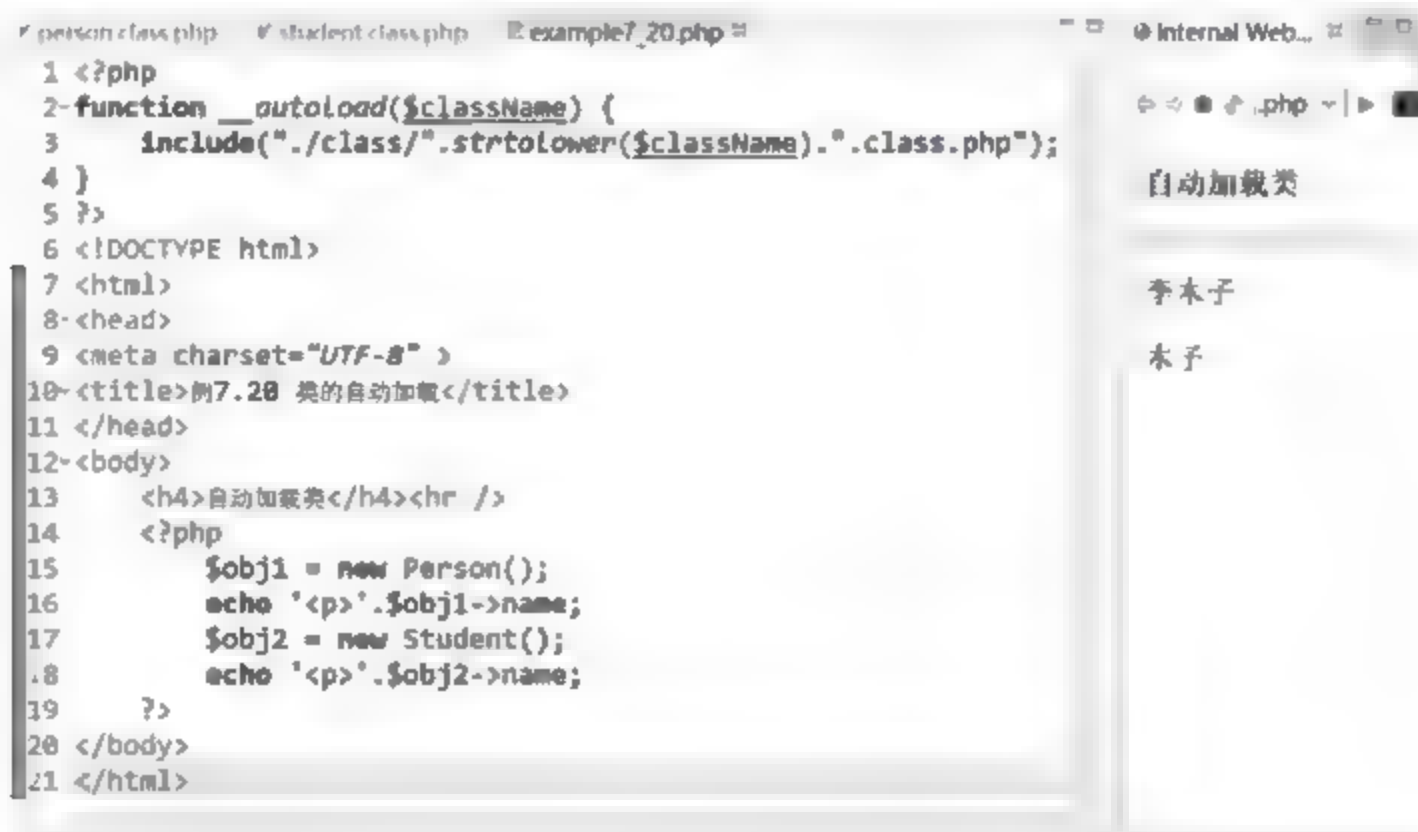 person class.php student class.php example7_20.php
1 <?php
2 function __autoload($className) {
3 include("./class/".strtolower($className).".class.php");
4 }
5 ?>
6 <!DOCTYPE html>
7 <html>
8 <head>
9 <meta charset="UTF-8" >
10 <title>例7.20 类的自动加载</title>
11 </head>
12 <body>
13 <h4>自动加载类</h4><hr />
14 <?php
15 $obj1 = new Person();
16 echo '<p>'.$obj1->name;
17 $obj2 = new Student();
18 echo '<p>'.$obj2->name;
19 ?>
20 </body>
21 </html>
Internal Web...
.php
自动加载类
李木子
木子